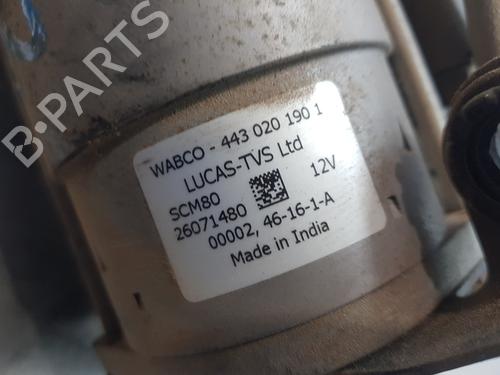 WABCO - 443 020 190 1
LUCAS-TVS Ltd
SCM80 12V
26071480
00002, 46-16-1-A
Made in India
B-PARTS